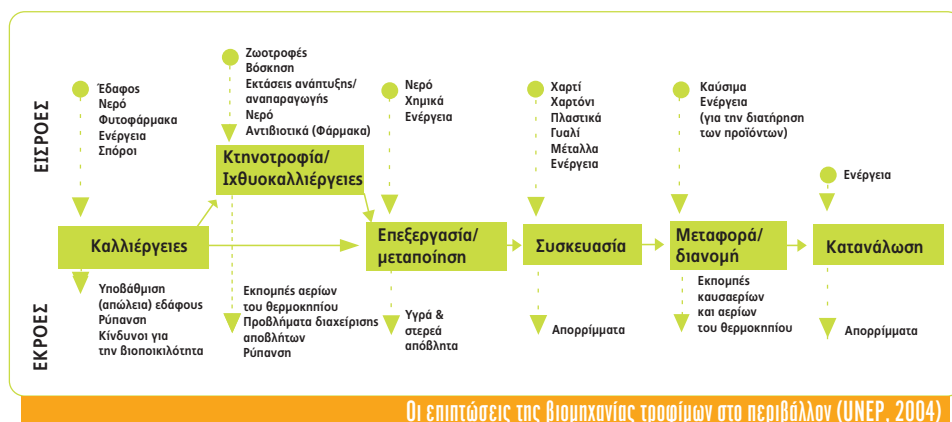 ΕΙΣΡΟΕΣ
Έδαφος
Νερό
Φυτοφάρμακα
Ενέργεια
Σπόροι
Ζωοτροφές
Βόσκηση
Εκτάσεις ανάπτυξης/
αναπαραγωγής
Νερό
Αντιβιοτικά (Φάρμακα)
Νερό
Χημικά
Ενέργεια
Χαρτί
Χαρτόνι
Πλαστικά
Γυαλί
Μέταλλα
Ενέργεια
Καύσιμα
Ενέργεια
(για την διατήρηση
των προϊόντων)
Ενέργεια
Καλλιέργειες
Κτηνοτροφία/
Ιχθυοκαλλιέργειες
Επεξεργασία/
μεταποίηση
Συσκευασία
Μεταφορά/
διανομή
Κατανάλωση
ΕΚΡΟΕΣ
Υποβάθμιση
(απώλεια) εδάφους
Ρύπανση
Κίνδυνοι για
την βιοποικιλότητα
Εκπομπές αερίων
του θερμοκηπίου
Προβλήματα διαχείρισης
αποβλήτων
Ρύπανση
Υγρά &
στερεά
απόβλητα
Απορρίμματα
Εκπομπές
καυσαερίων
και αερίων
του θερμοκηπίου
Απορρίμματα
Οι επιπτώσεις της βιομηχανίας τροφίμων στο περιβάλλον (UNEP, 2004)